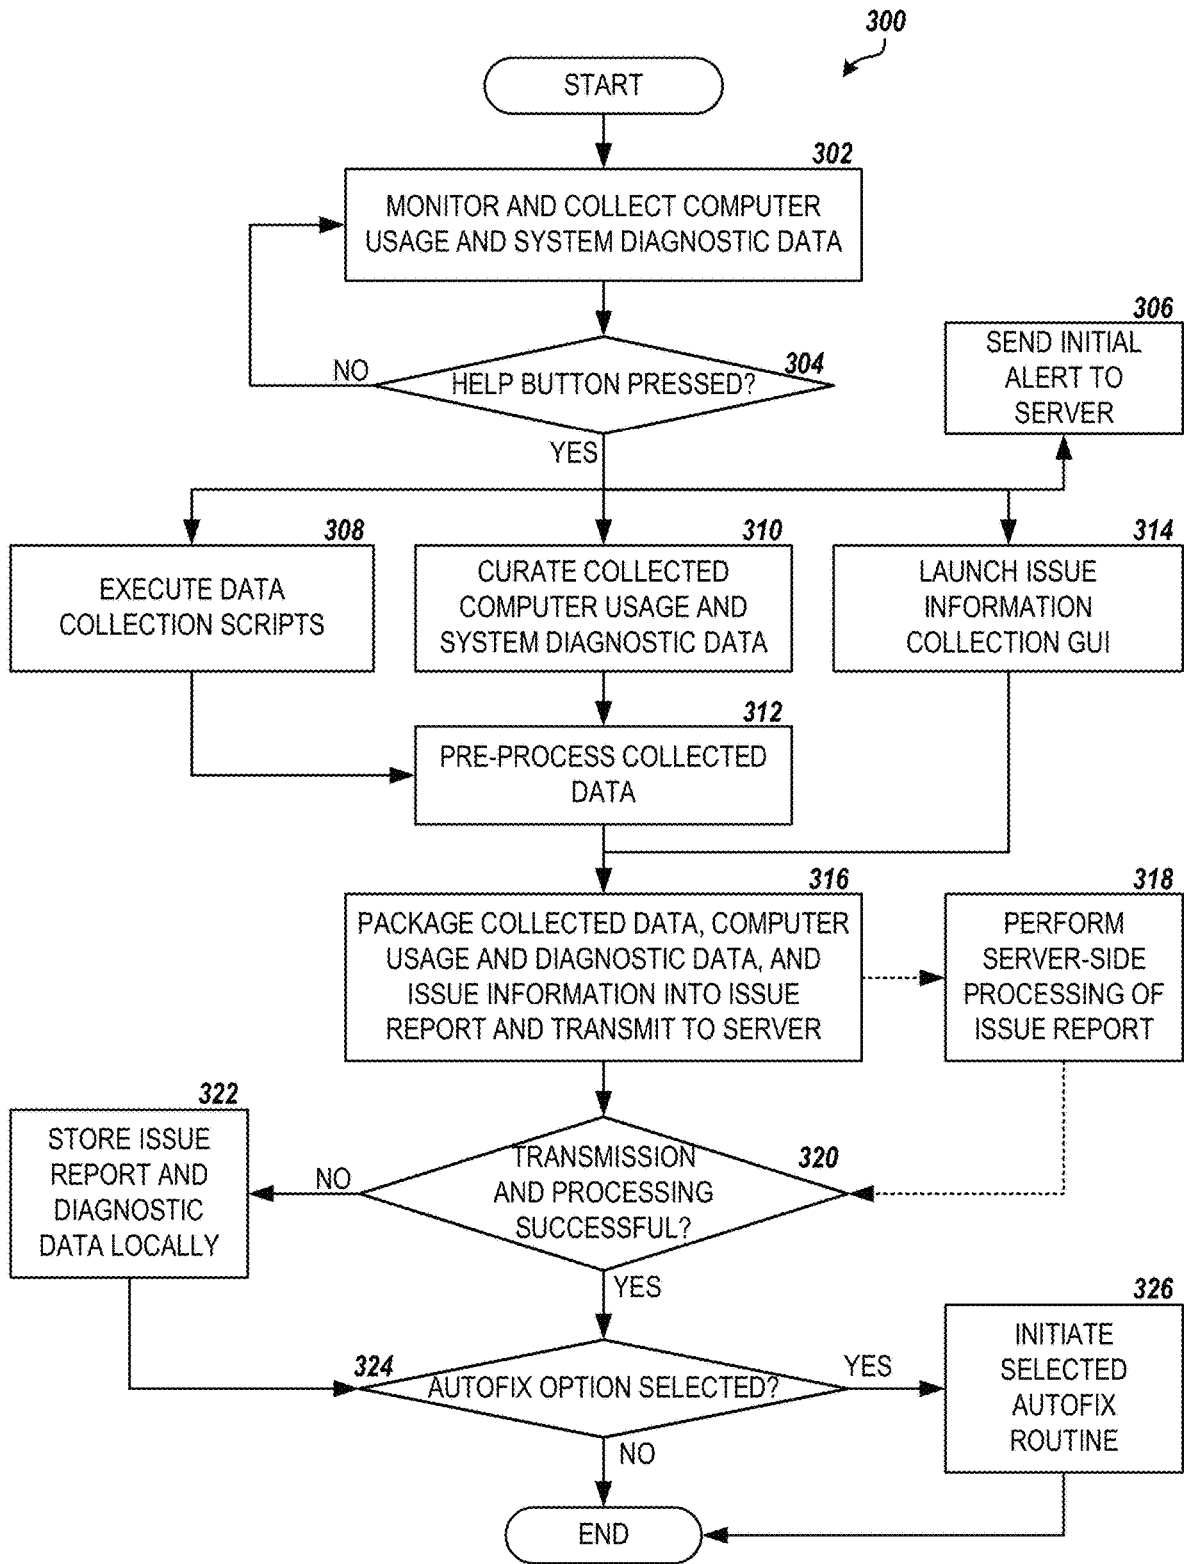 300
START
302
MONITOR AND COLLECT COMPUTER
USAGE AND SYSTEM DIAGNOSTIC DATA
306
SEND INITIAL
ALERT TO
SERVER
304
NO
HELP BUTTON PRESSED?
YES
308
EXECUTE DATA
COLLECTION SCRIPTS
310
CURATE COLLECTED
COMPUTER USAGE AND
SYSTEM DIAGNOSTIC DATA
314
LAUNCH ISSUE
INFORMATION
COLLECTION GUI
312
PRE-PROCESS COLLECTED
DATA
316
PACKAGE COLLECTED DATA, COMPUTER
USAGE AND DIAGNOSTIC DATA, AND
ISSUE INFORMATION INTO ISSUE
REPORT AND TRANSMIT TO SERVER
318
PERFORM
SERVER-SIDE
PROCESSING OF
ISSUE REPORT
322
STORE ISSUE
REPORT AND
DIAGNOSTIC
DATA LOCALLY
NO
320
TRANSMISSION
AND PROCESSING
SUCCESSFUL?
YES
324
AUTOFIX OPTION SELECTED?
YES
326
INITIATE
SELECTED
AUTOFIX
ROUTINE
NO
END